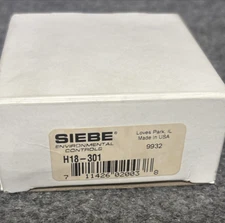 SIEBE®
ENVIRONMENTAL
CONTROLS
Loves Park, IL
Made in USA
9932
H18-301
7 11426 02003 8